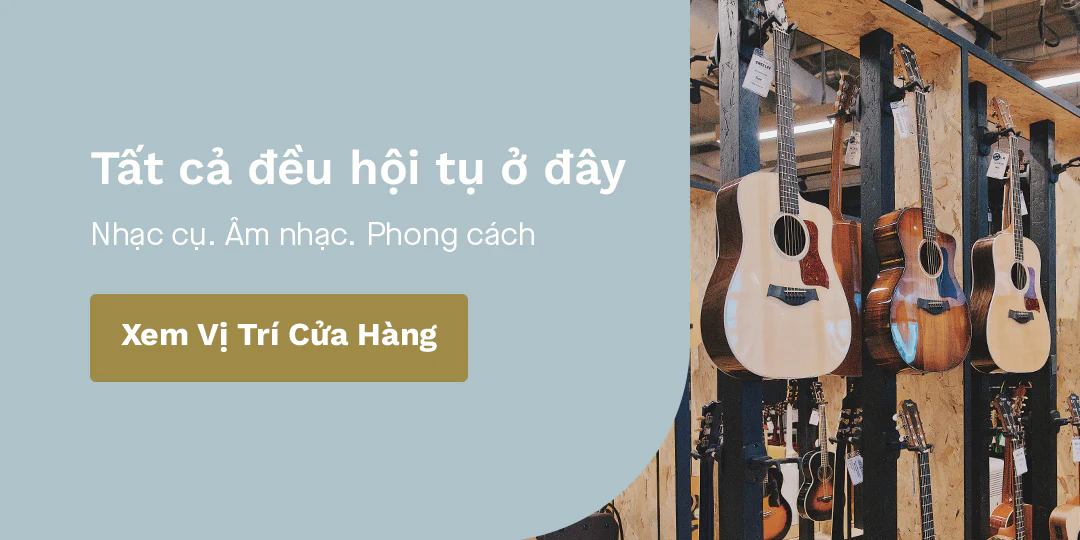 Tất cả đều hội tụ ở đây
Nhạc cụ. Âm nhạc. Phong cách
Xem Vị Trí Cửa Hàng